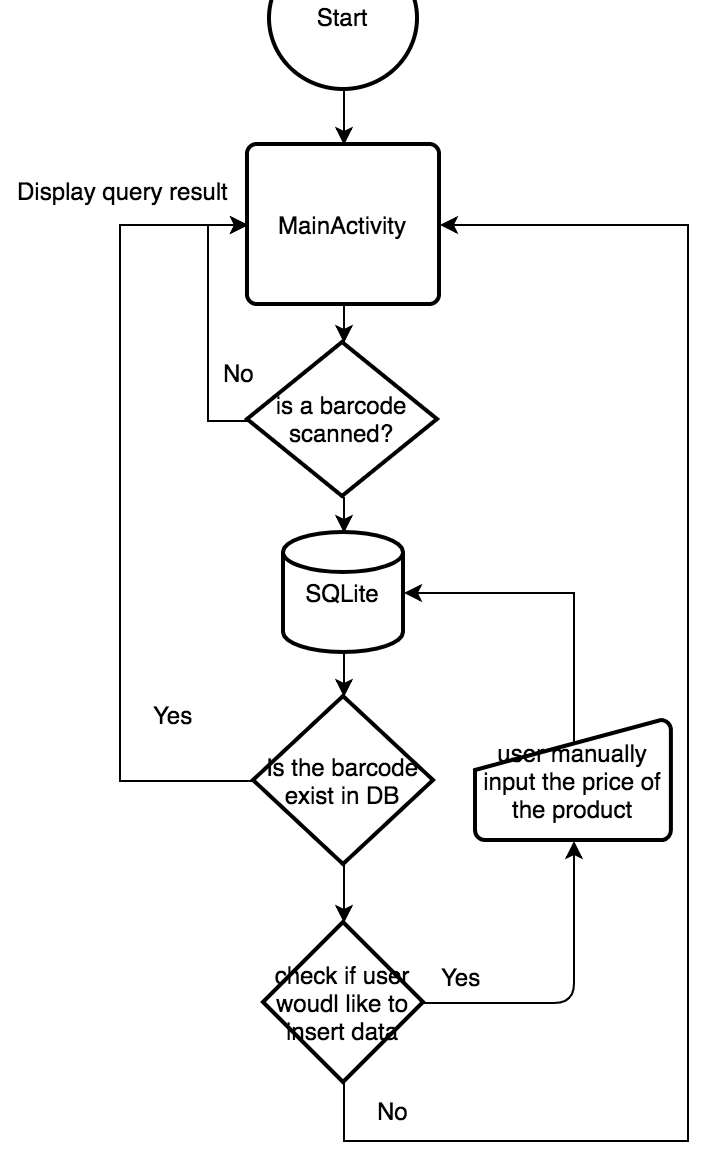 Start
Display query result
MainActivity
No
is a barcode
scanned?
SQLite
Yes
Is the barcode
exist in DB
user manually
input the price of
the product
check if user
woudl like to
insert data
Yes
No